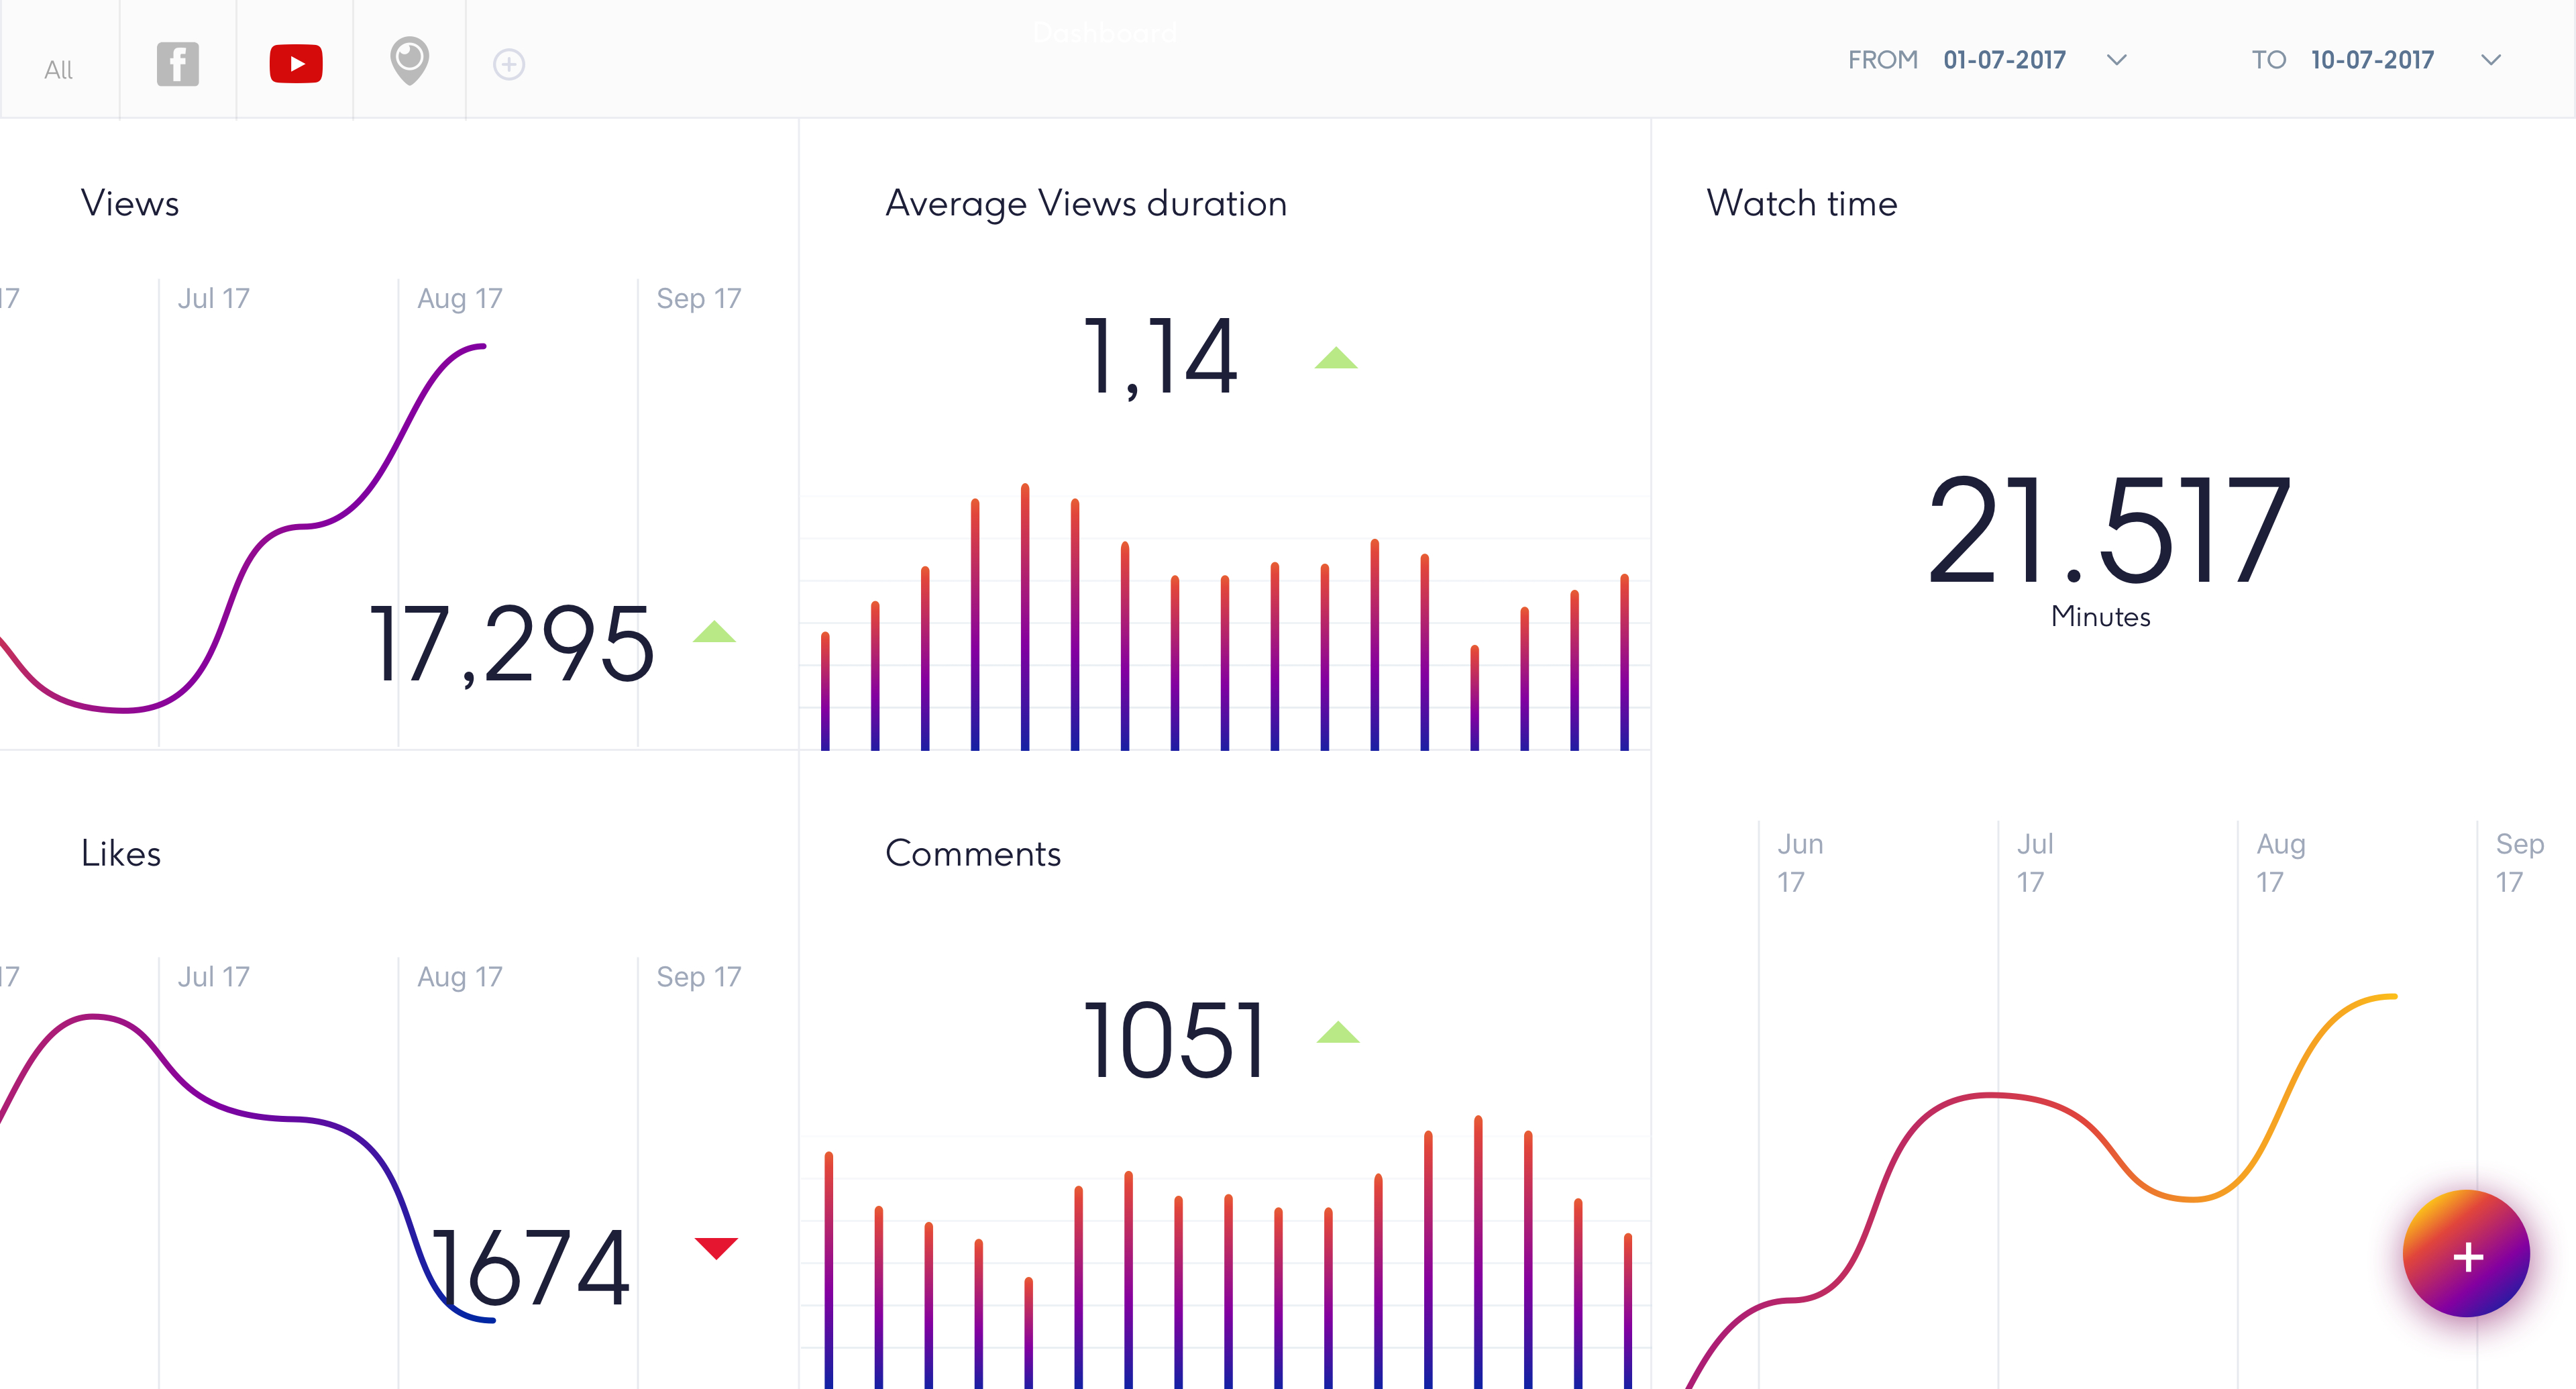 Dashboard
All
FROM 01-07-2017
TO 10-07-2017
Views
17
Jul 17
Aug 17
Sep 17
17,295
Average Views duration
1,14
Watch time
21.517
Minutes
Likes
17
Jul 17
Aug 17
Sep 17
1674
Comments
1051
Jun
17
Jul
17
Aug
17
Sep
17